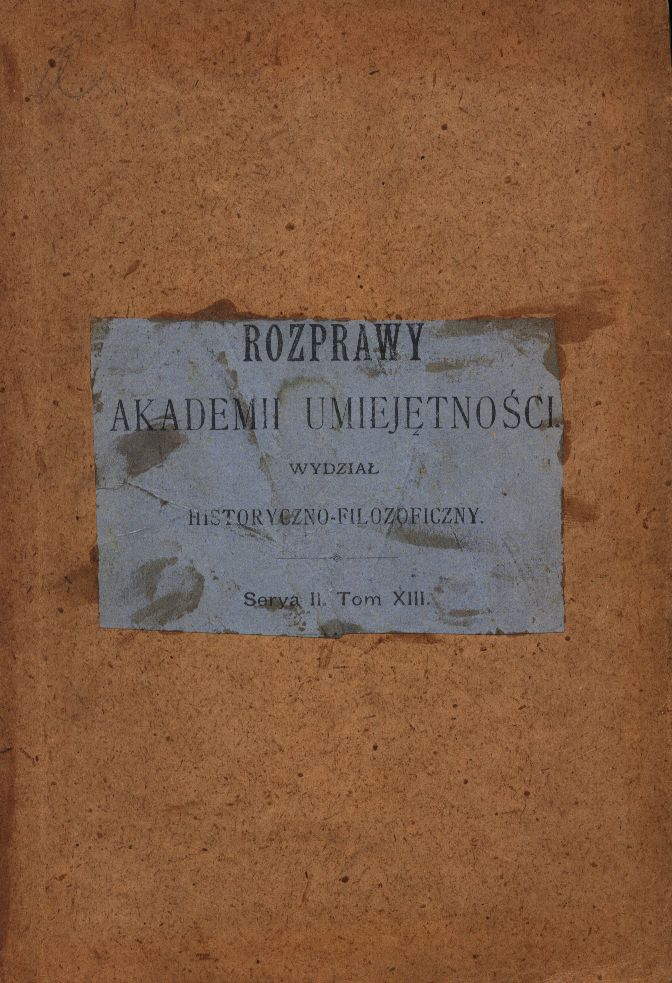 ROZPRAWY
AKADEMII UMIEJĘTNOŚCI.
WYDZIAŁ
HISTORYCZNO-FILOZOFICZNY.
Serya II. Tom XIII.